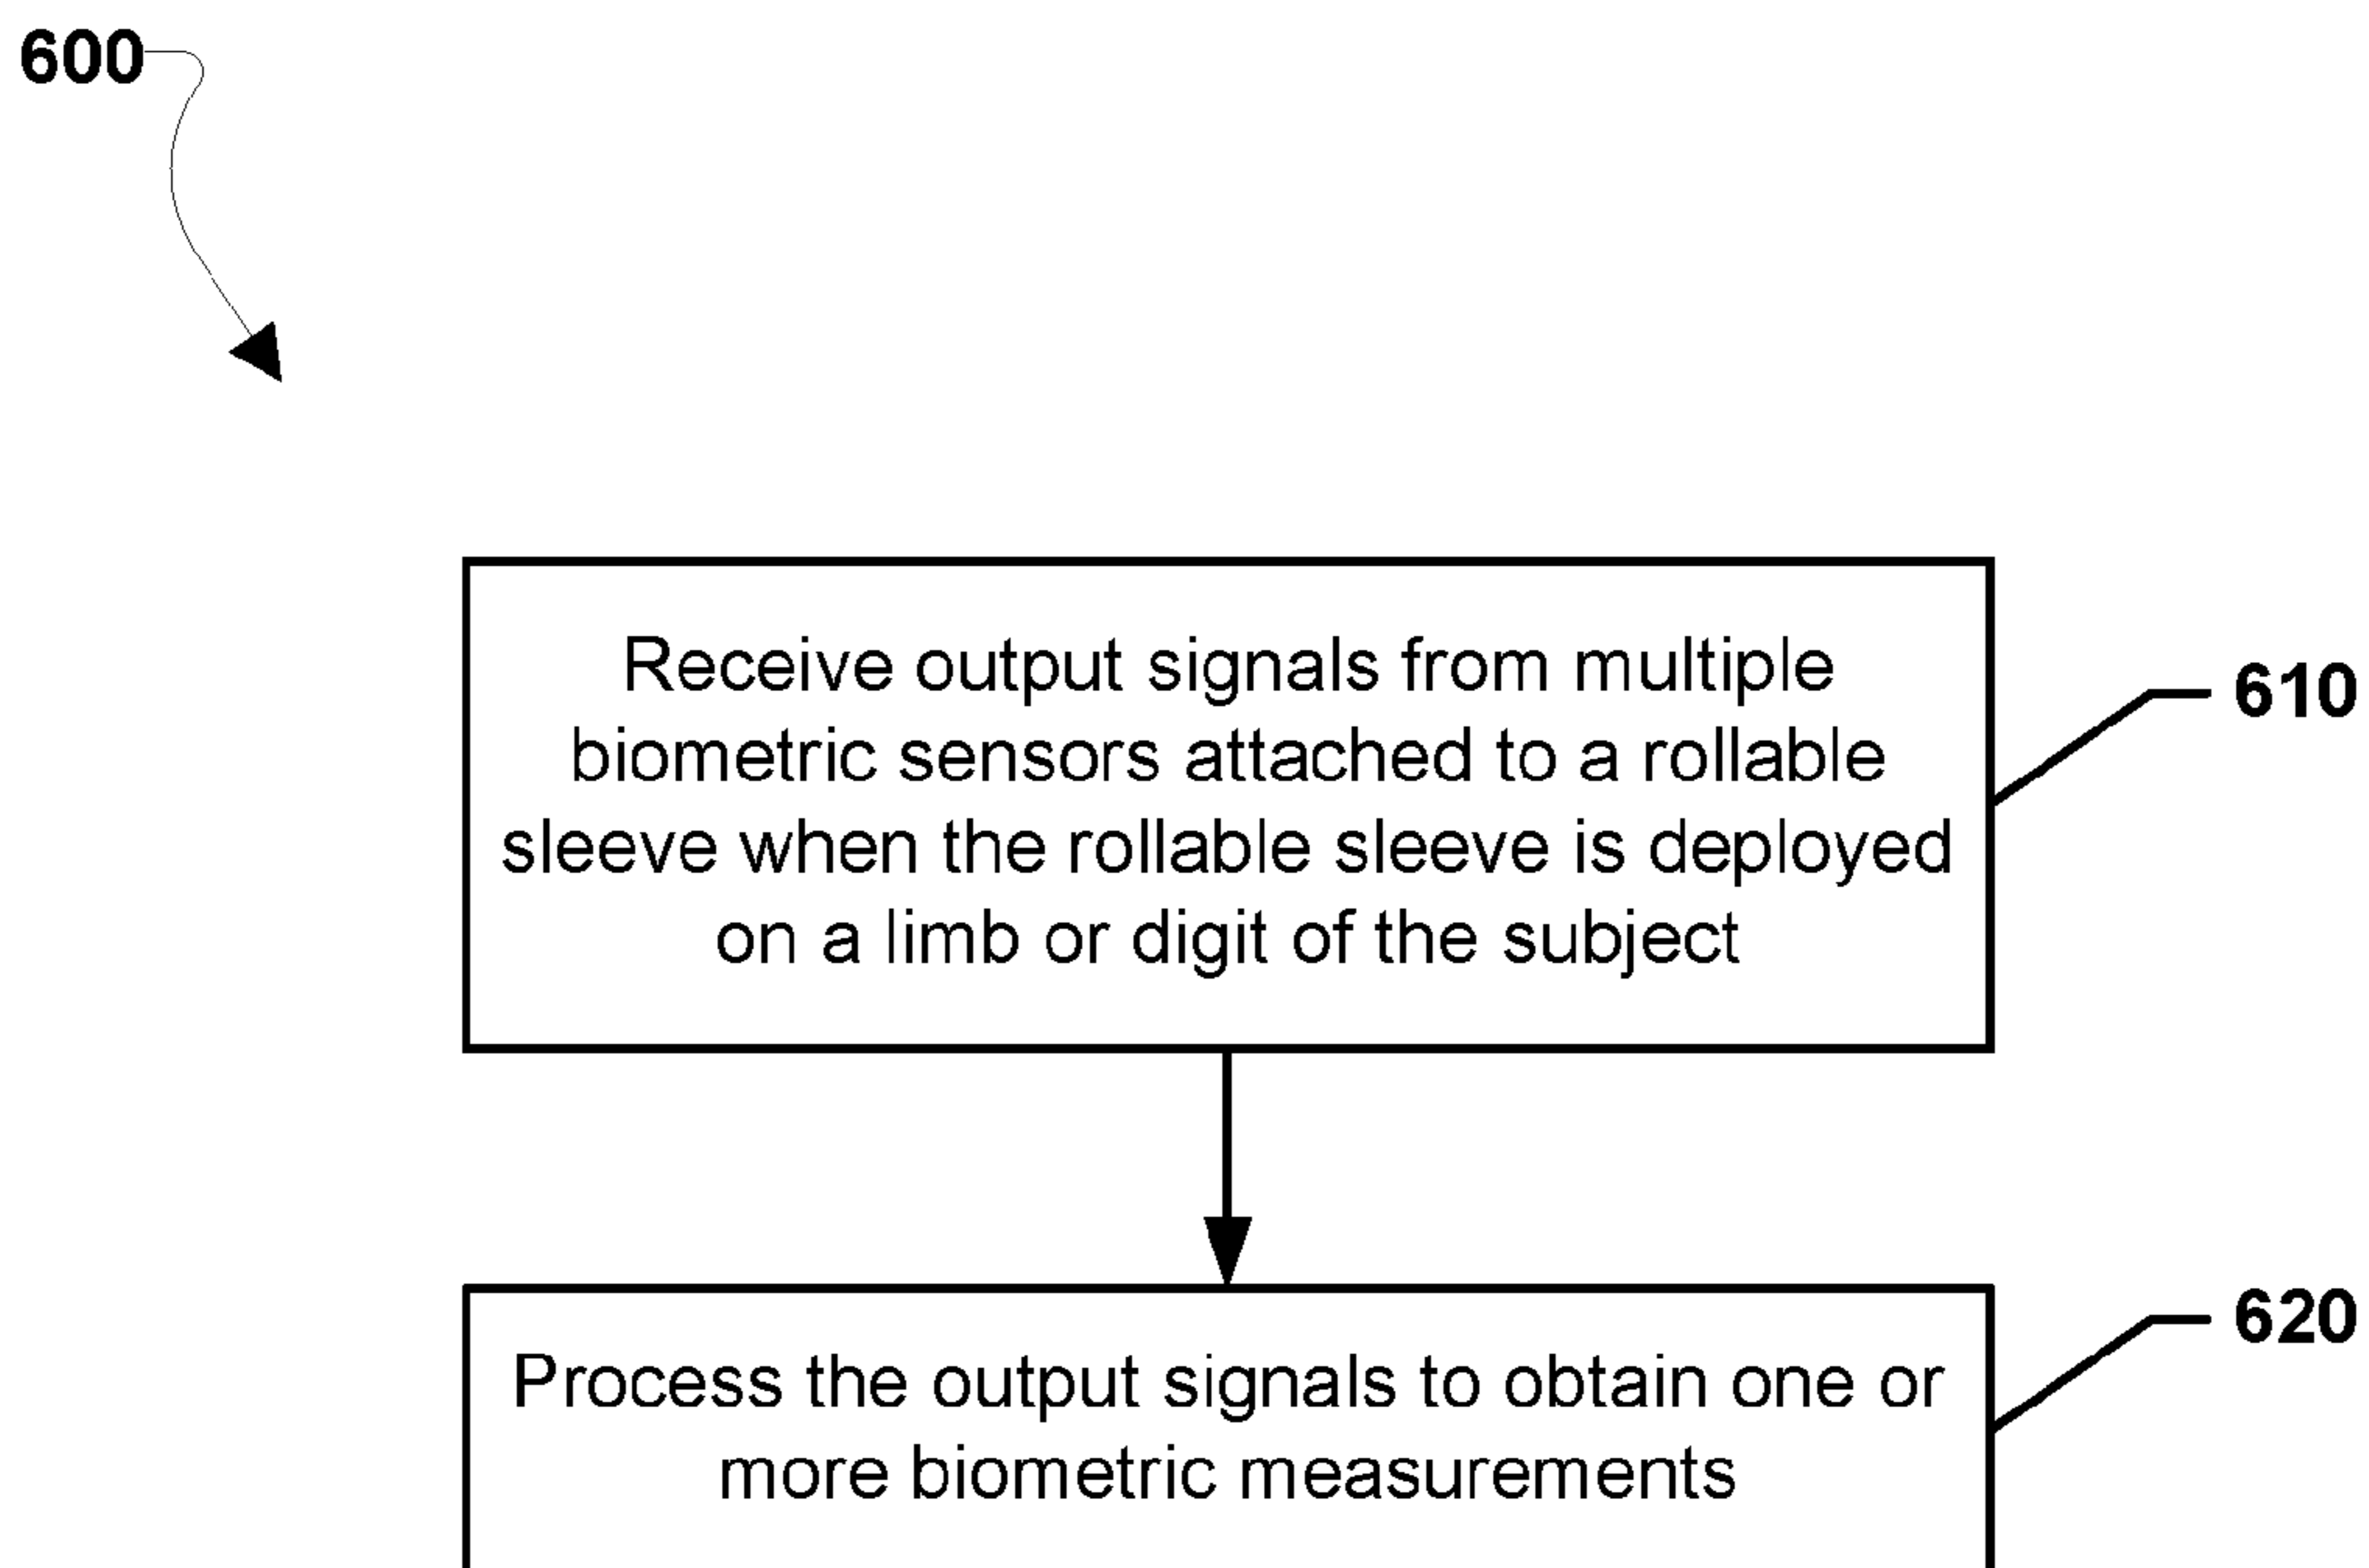 600
Receive output signals from multiple
biometric sensors attached to a rollable
sleeve when the rollable sleeve is deployed
on a limb or digit of the subject
610
Process the output signals to obtain one or
more biometric measurements
620